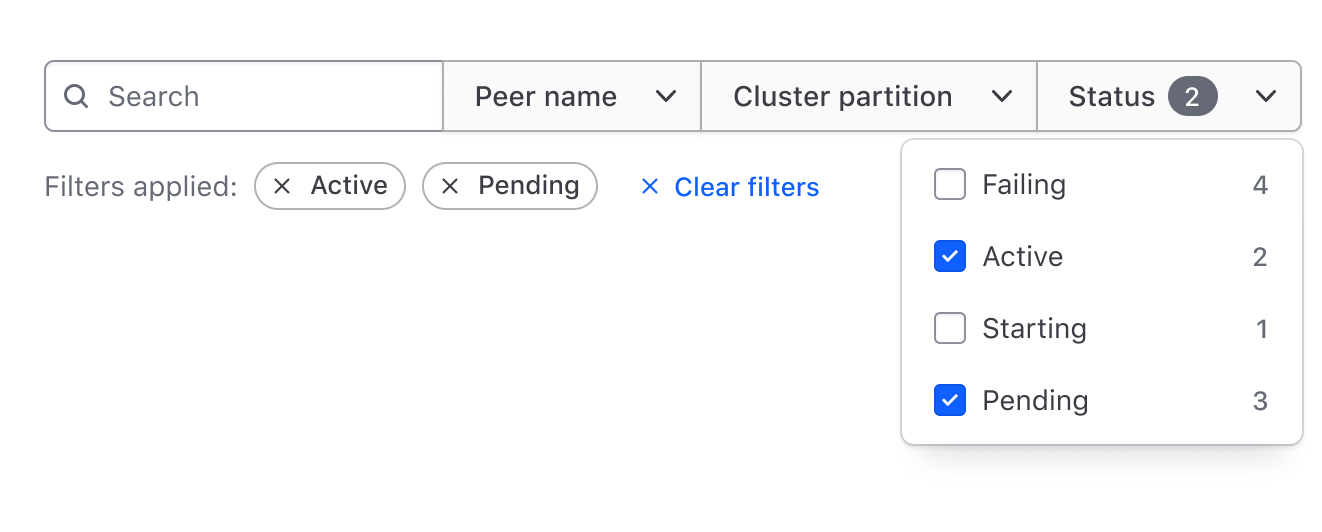 Search Peer name Cluster partition Status 2
Filters applied: Active Pending Clear filters
Failing 4
Active 2
Starting 1
Pending 3